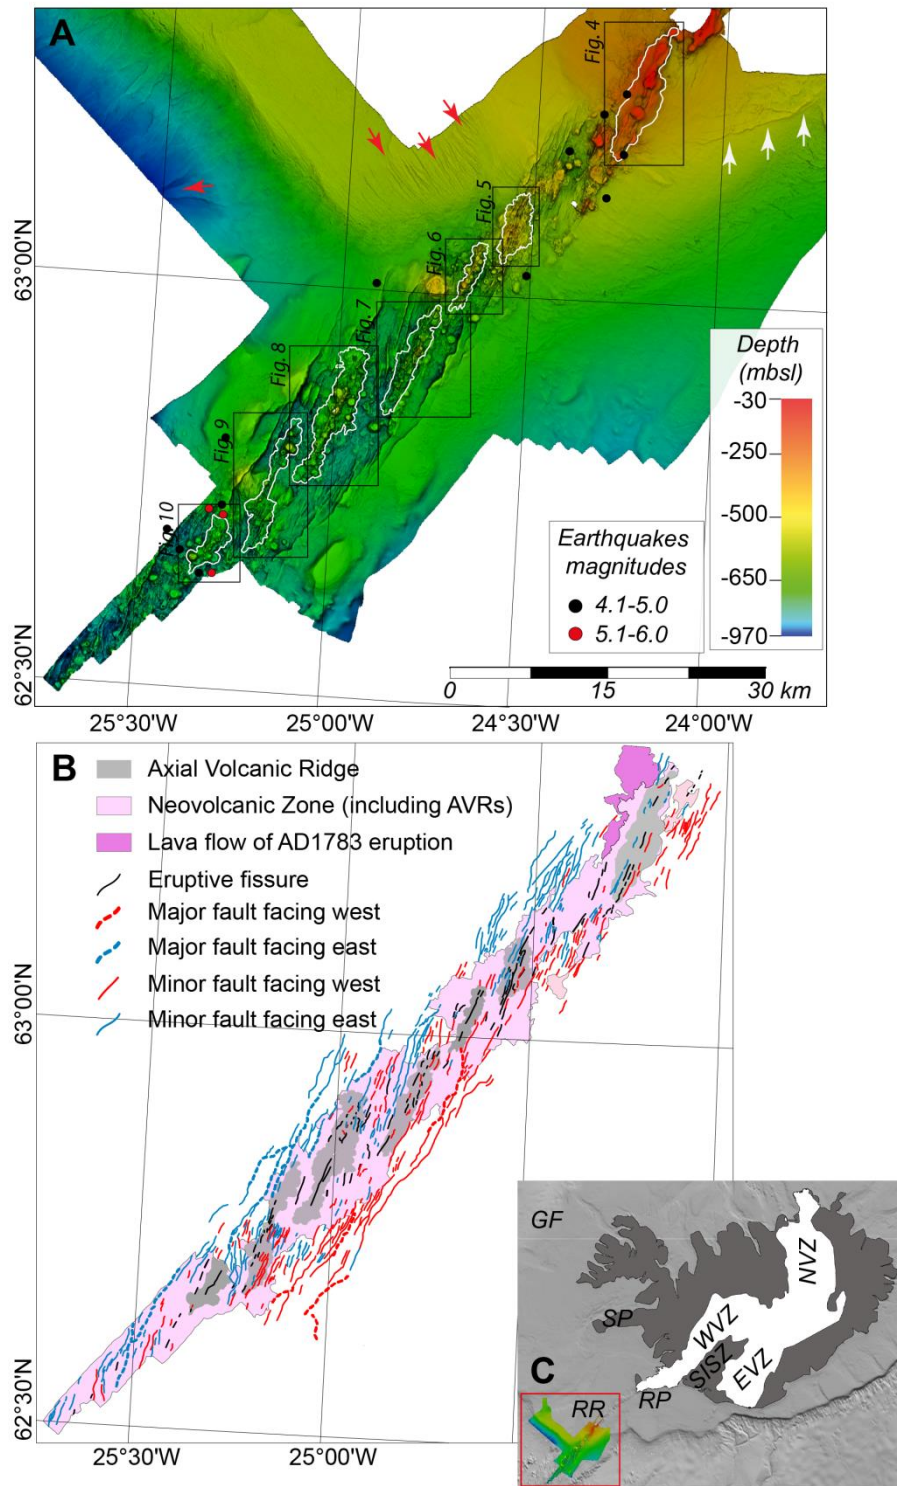 A
Fig. 4
Fig. 5
Fig. 6
Fig. 7
Fig. 8
Fig. 9
Fig. 10
63°00'N
62°30'N
Depth
(mbsl)
-30
-250
-500
-650
-970
Earthquakes
magnitudes
4.1-5.0
5.1-6.0
0 15 30 km
25°30'W 25°00'W 24°30'W 24°00'W
B
Axial Volcanic Ridge
Neovolcanic Zone (including AVRs)
Lava flow of AD1783 eruption
Eruptive fissure
Major fault facing west
Major fault facing east
Minor fault facing west
Minor fault facing east
63°00'N
62°30'N
25°30'W 25°00'W
GF
NVZ
SP
WVZ
SISZ
EVZ
C
RP
RR